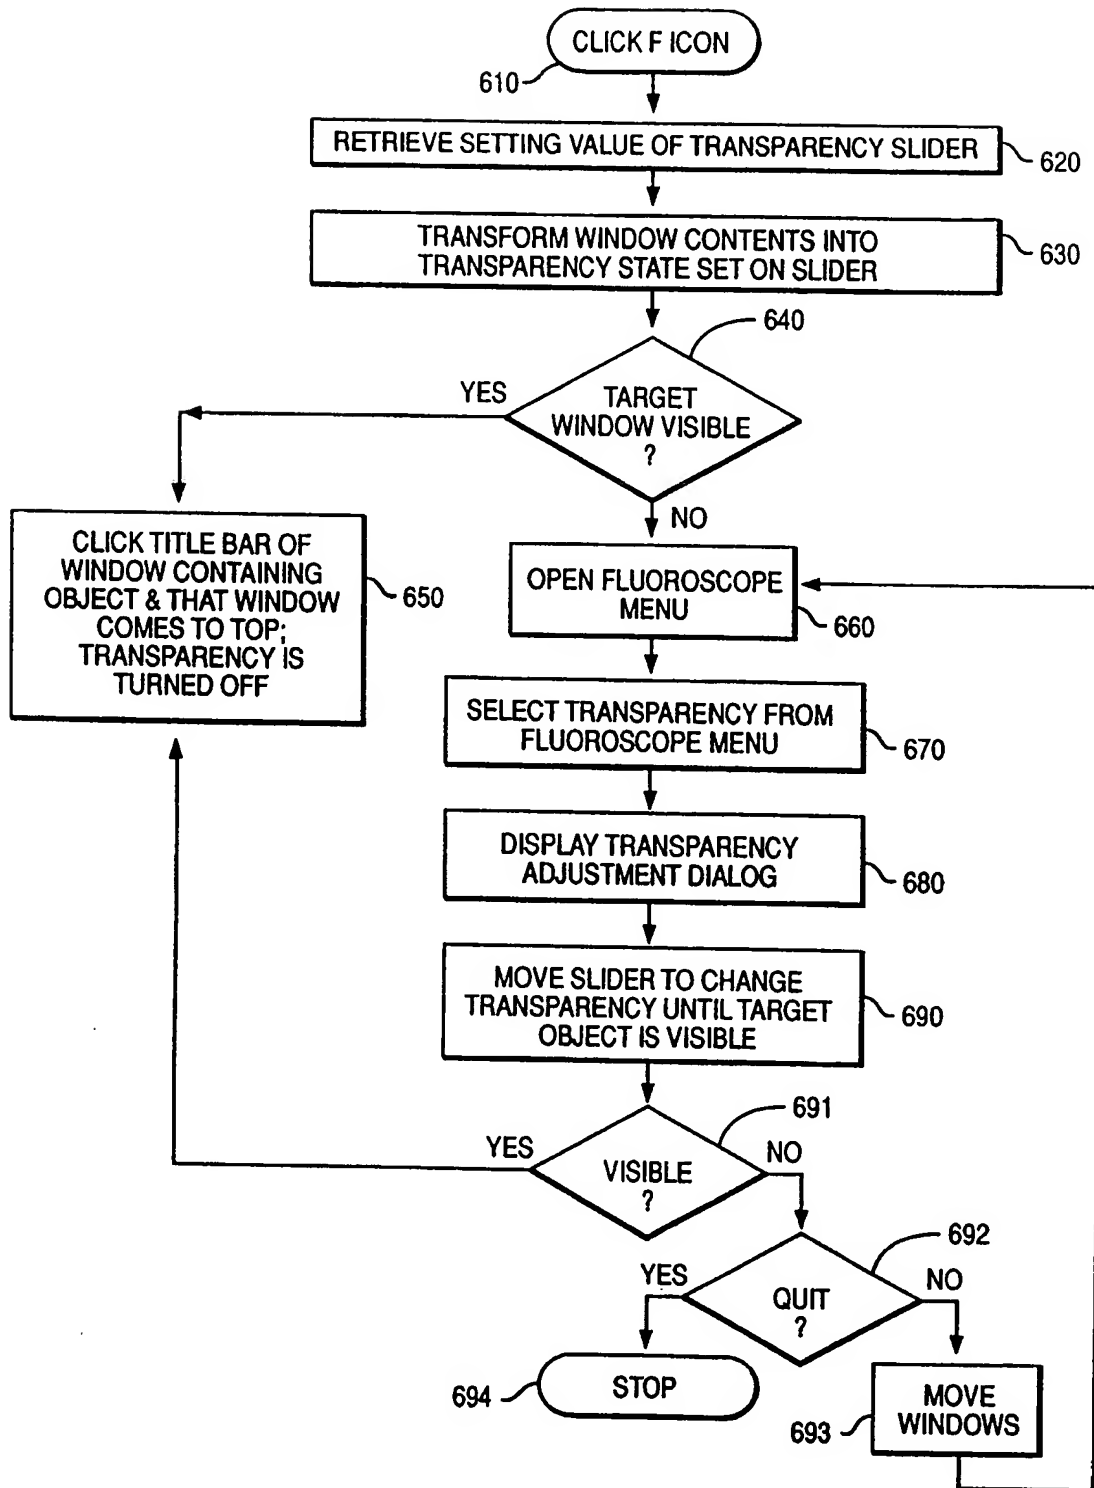 CLICK F ICON
610
RETRIEVE SETTING VALUE OF TRANSPARENCY SLIDER
620
TRANSFORM WINDOW CONTENTS INTO
TRANSPARENCY STATE SET ON SLIDER
630
640
YES
TARGET
WINDOW VISIBLE
?
NO
CLICK TITLE BAR OF
WINDOW CONTAINING
OBJECT & THAT WINDOW
COMES TO TOP;
TRANSPARENCY IS
TURNED OFF
650
OPEN FLUOROSCOPE
MENU
660
SELECT TRANSPARENCY FROM
FLUOROSCOPE MENU
670
DISPLAY TRANSPARENCY
ADJUSTMENT DIALOG
680
MOVE SLIDER TO CHANGE
TRANSPARENCY UNTIL TARGET
OBJECT IS VISIBLE
690
691
YES
VISIBLE
?
NO
692
YES
QUIT
?
NO
694
STOP
MOVE
WINDOWS
693